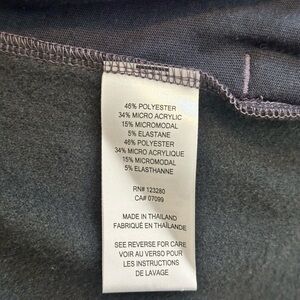 46% POLYESTER
34% MICRO ACRYLIC
15% MICROMODAL
5% ELASTANE
46% POLYESTER
34% MICRO ACRYLIQUE
15% MICROMODAL
5% ELASTHANNE
RN# 123280
CA# 07099
MADE IN THAILAND
FABRIQUÉ EN THAÏLANDE
SEE REVERSE FOR CARE
VOIR AU VERSO POUR
LES INSTRUCTIONS
DE LAVAGE